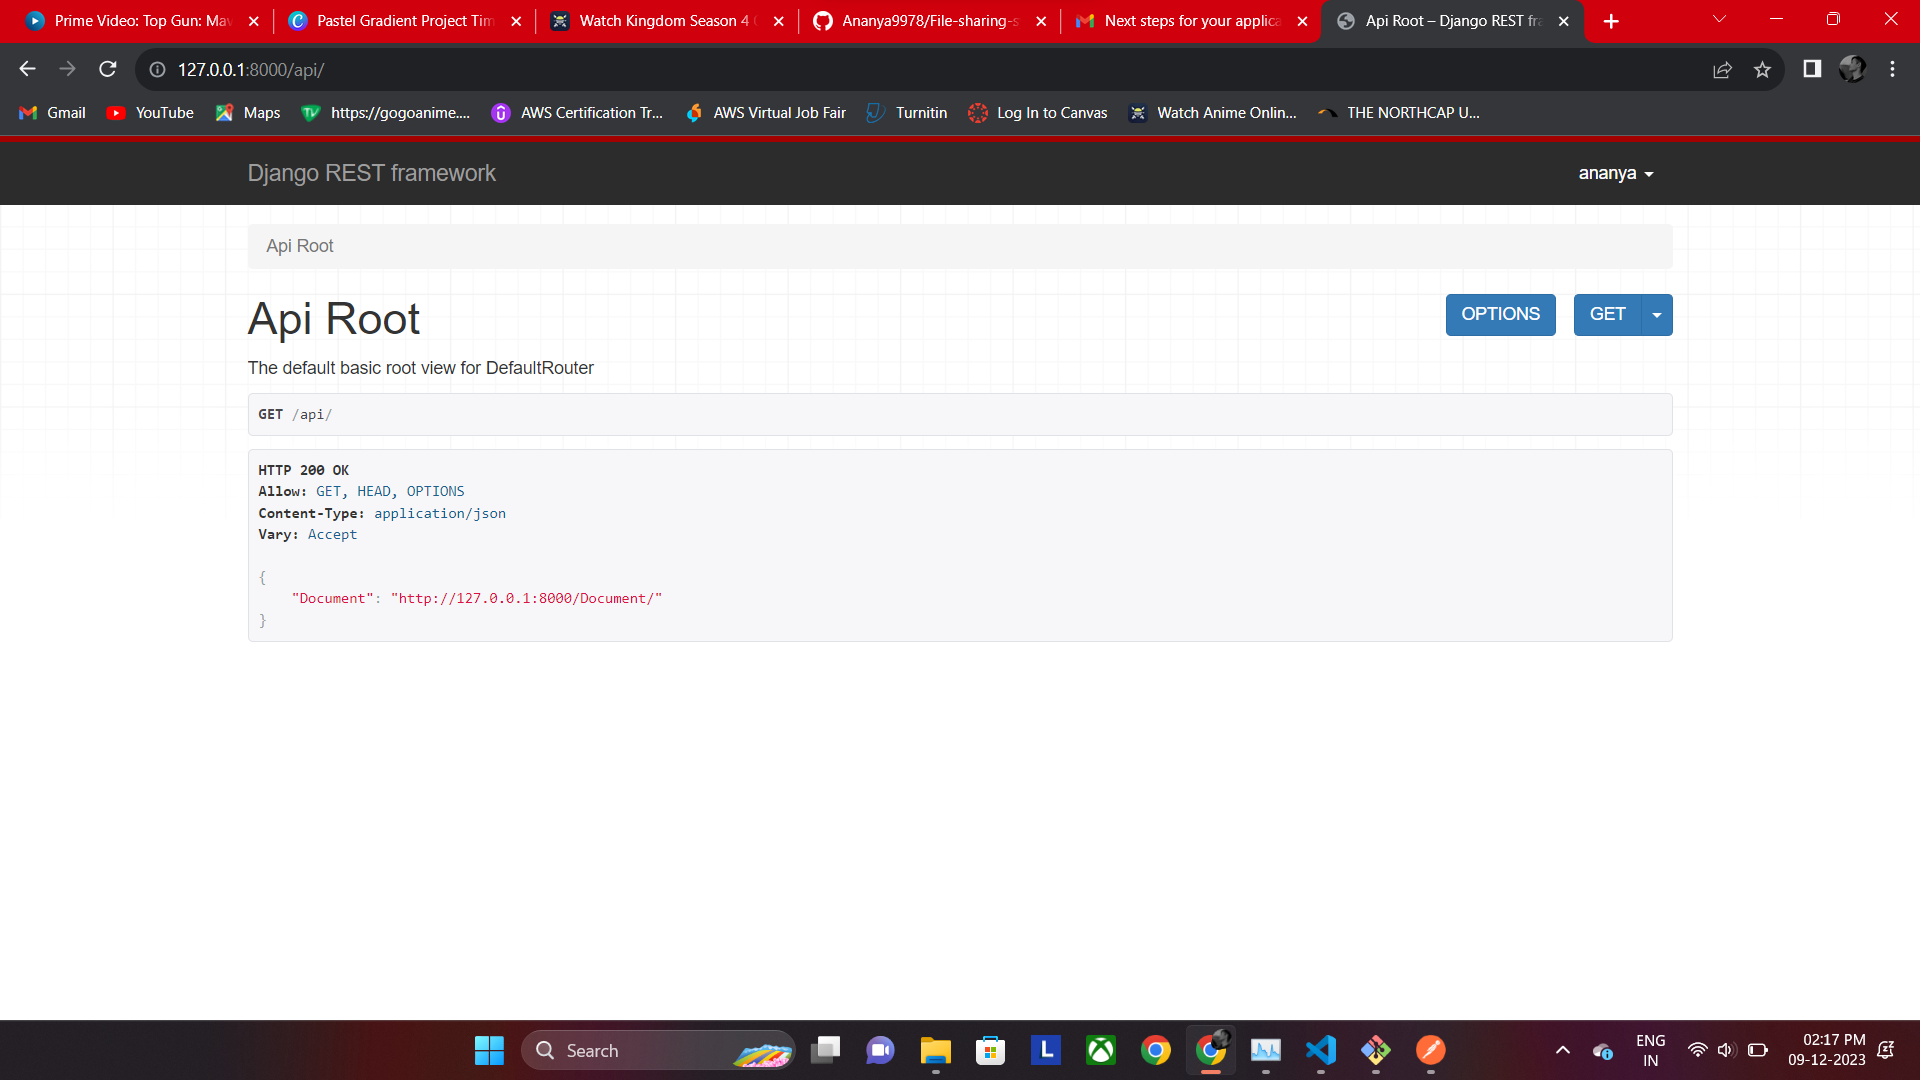 Prime Video: Top Gun: Mav
Pastel Gradient Project Tim
Watch Kingdom Season 4
Ananya9978/File-sharing-s
Next steps for your applica
Api Root – Django REST fra
127.0.0.1:8000/api/
Gmail
YouTube
Maps
https://gogoanime....
AWS Certification Tr...
AWS Virtual Job Fair
Turnitin
Log In to Canvas
Watch Anime Onlin...
THE NORTHCAP U...
Django REST framework
ananya
Api Root
Api Root
OPTIONS
GET
The default basic root view for DefaultRouter
GET /api/
HTTP 200 OK
Allow: GET, HEAD, OPTIONS
Content-Type: application/json
Vary: Accept
{
"Document": "http://127.0.0.1:8000/Document/"
}
Search
L
ENG
IN
02:17 PM
09-12-2023